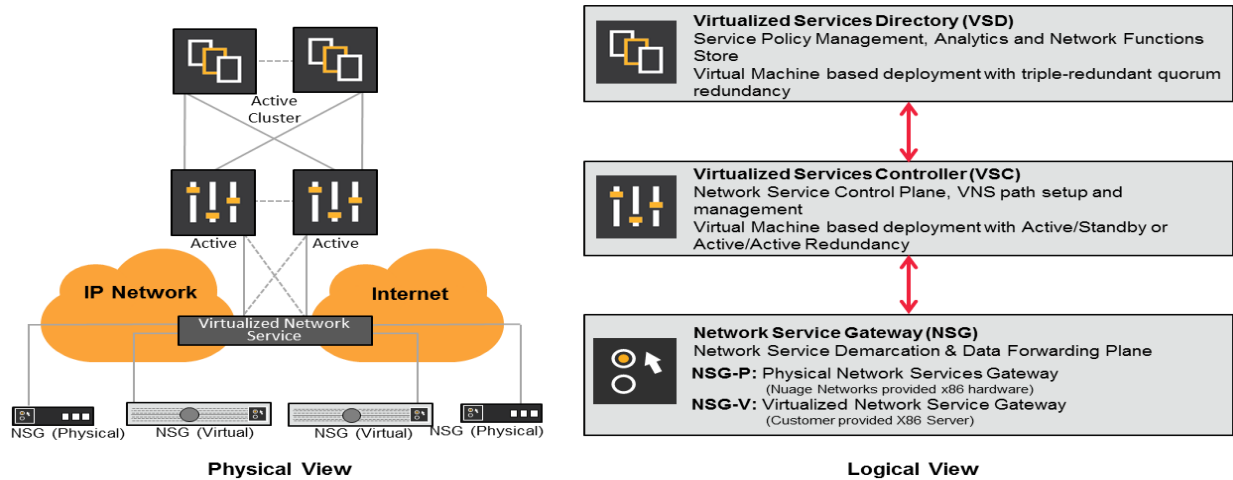 Active
Cluster
Active
Active
IP Network
Internet
Virtualized Network
Service
NSG (Physical)
NSG (Virtual)
NSG (Virtual)
NSG (Physical)
Physical View
Virtualized Services Directory (VSD)
Service Policy Management, Analytics and Network Functions
Store
Virtual Machine based deployment with triple-redundant quorum
redundancy
Virtualized Services Controller (VSC)
Network Service Control Plane, VNS path setup and
management
Virtual Machine based deployment with Active/Standby or
Active/Active Redundancy
Network Service Gateway (NSG)
Network Service Demarcation & Data Forwarding Plane
NSG-P: Physical Network Services Gateway
(Nuage Networks provided x86 hardware)
NSG-V: Virtualized Network Service Gateway
(Customer provided X86 Server)
Logical View